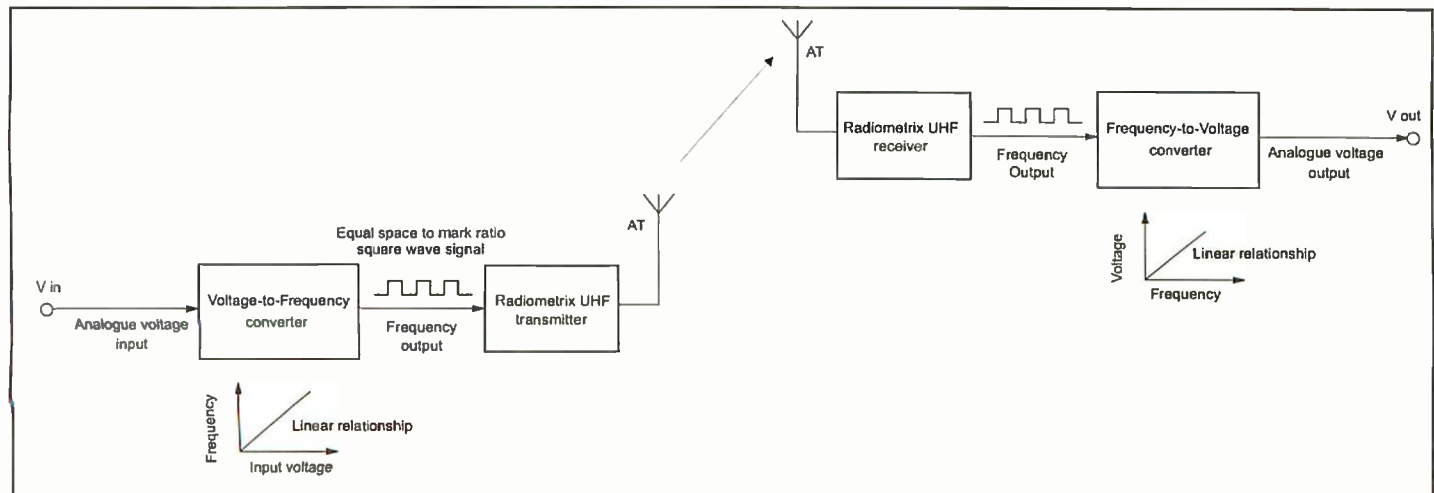 AT
Radiometrix UHF
receiver
Frequency
Output
Frequency-to-Voltage
converter
V out
Analogue voltage
output
Voltage
Linear relationship
Frequency
V in
Analogue voltage
input
Voltage-to-Frequency
converter
Equal space to mark ratio
square wave signal
Frequency
output
Radiometrix UHF
transmitter
AT
Frequency
Linear relationship
Input voltage